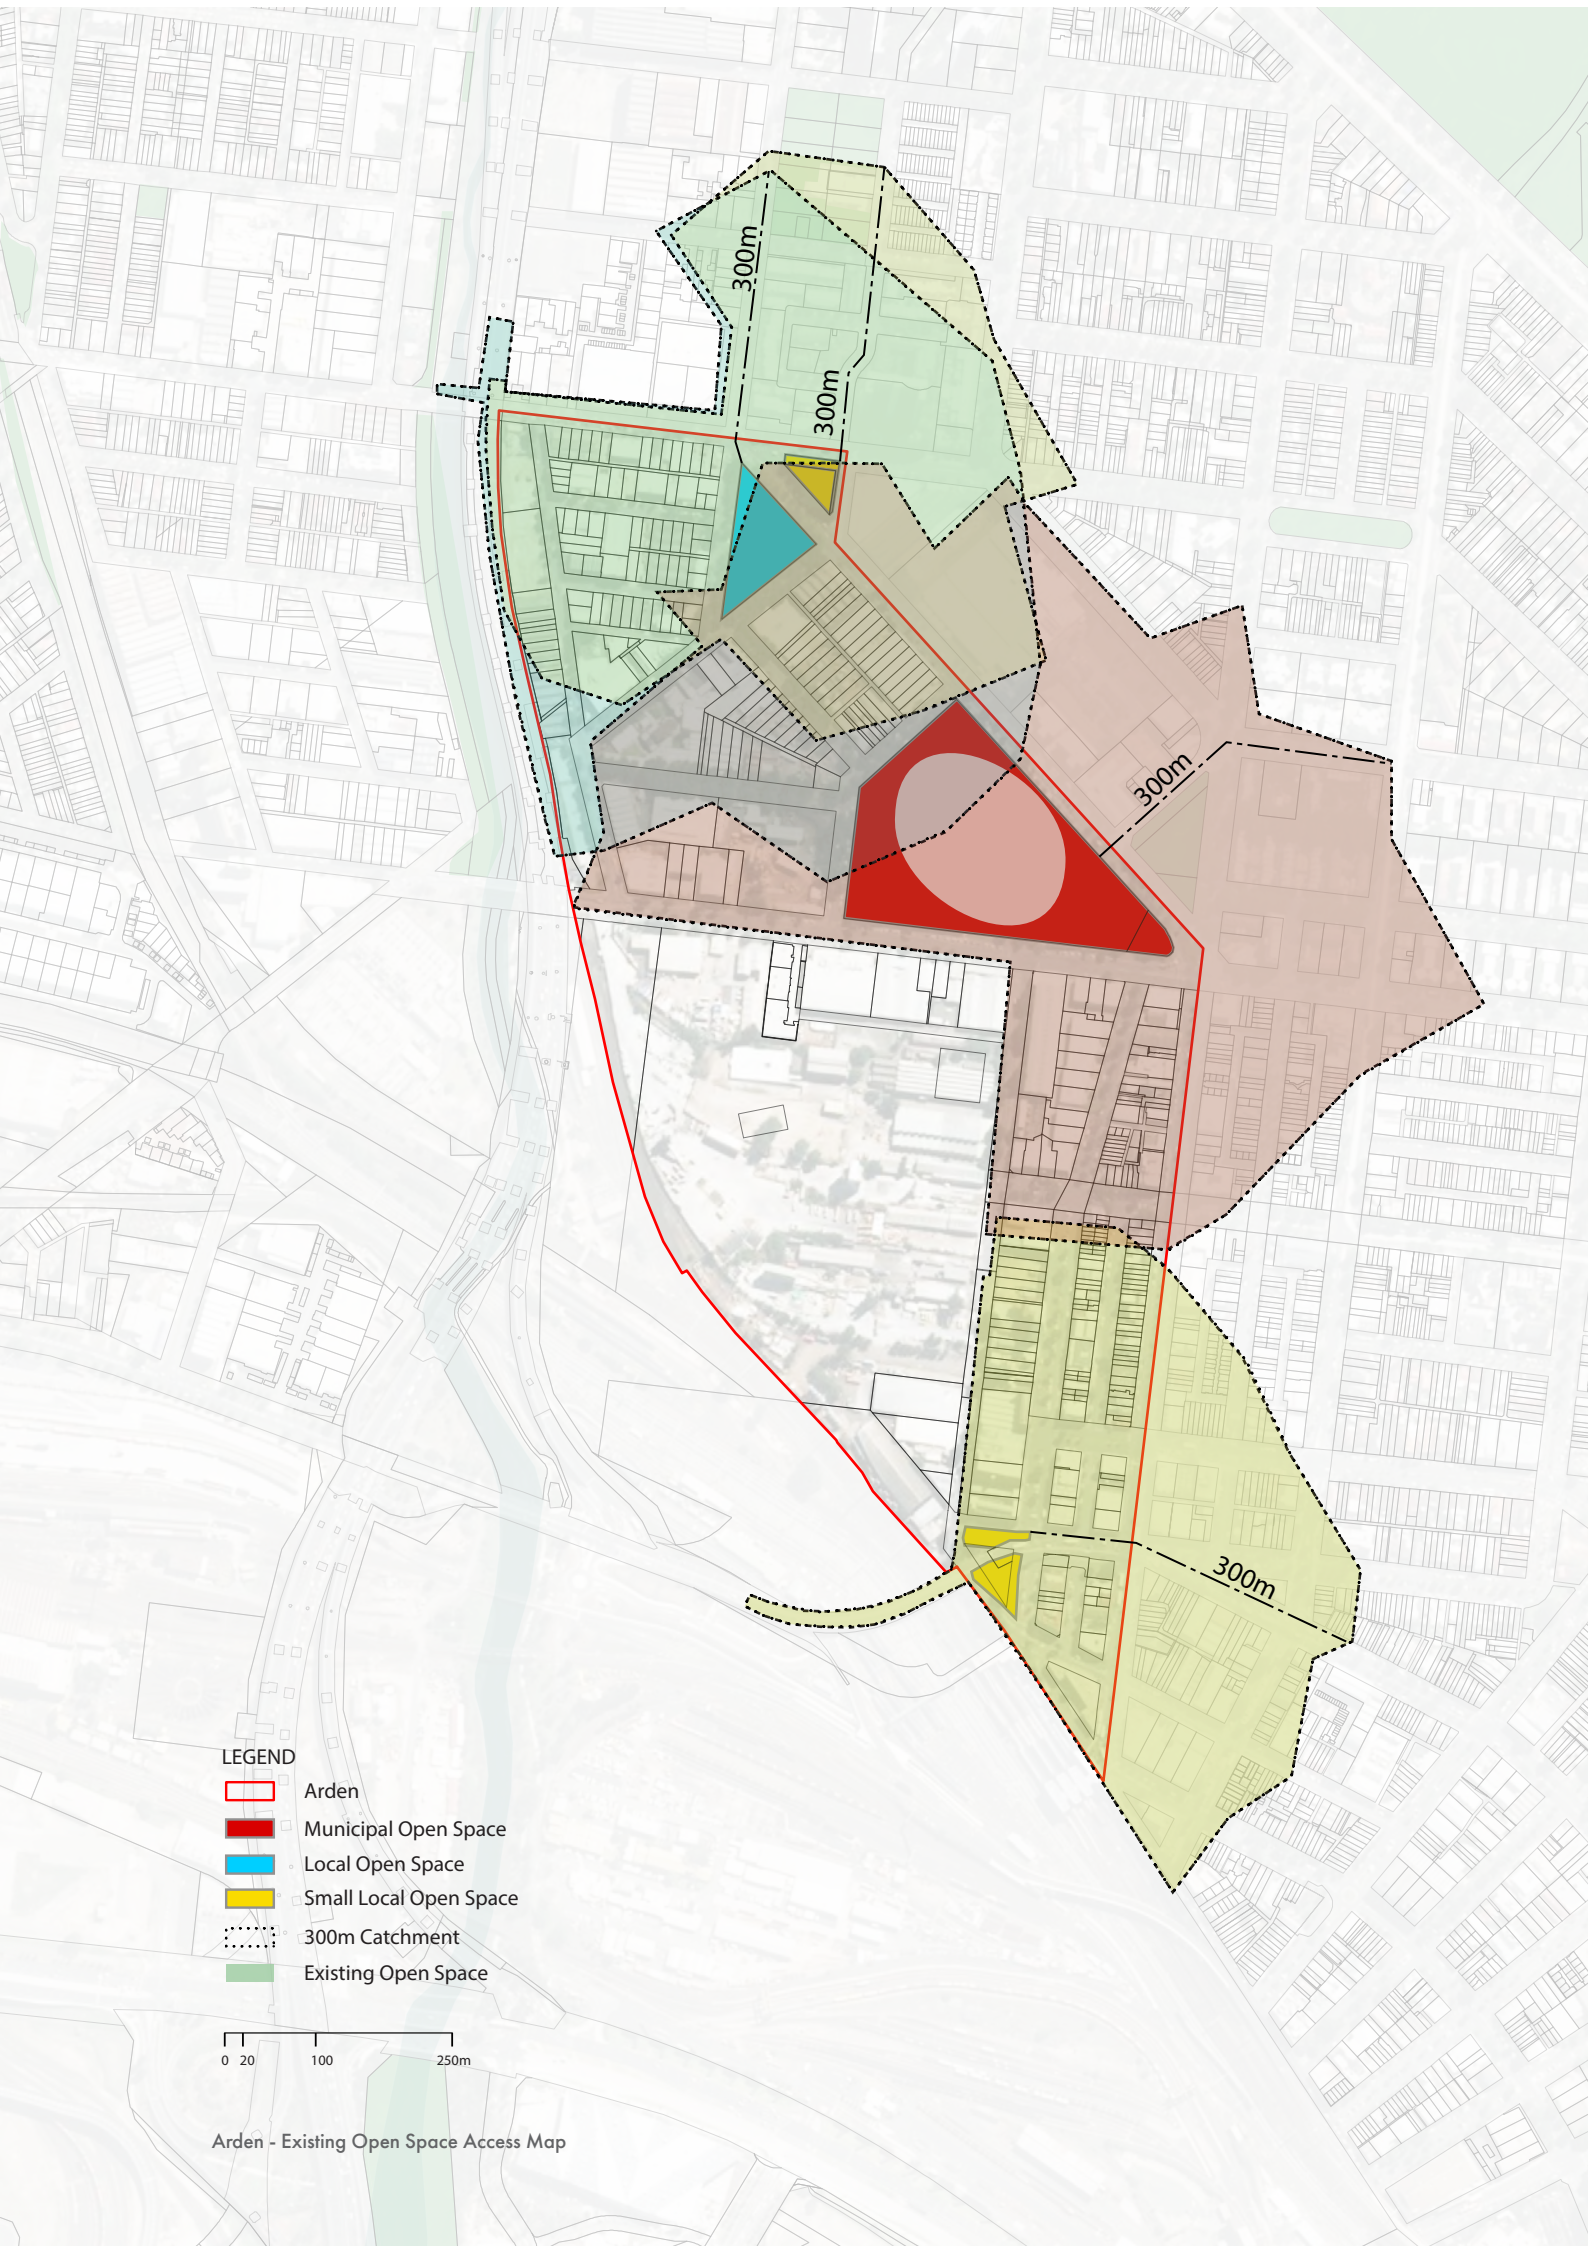 300m
300m
300m
300m
LEGEND
Arden
Municipal Open Space
Local Open Space
Small Local Open Space
300m Catchment
Existing Open Space
0 20 100 250m
Arden - Existing Open Space Access Map